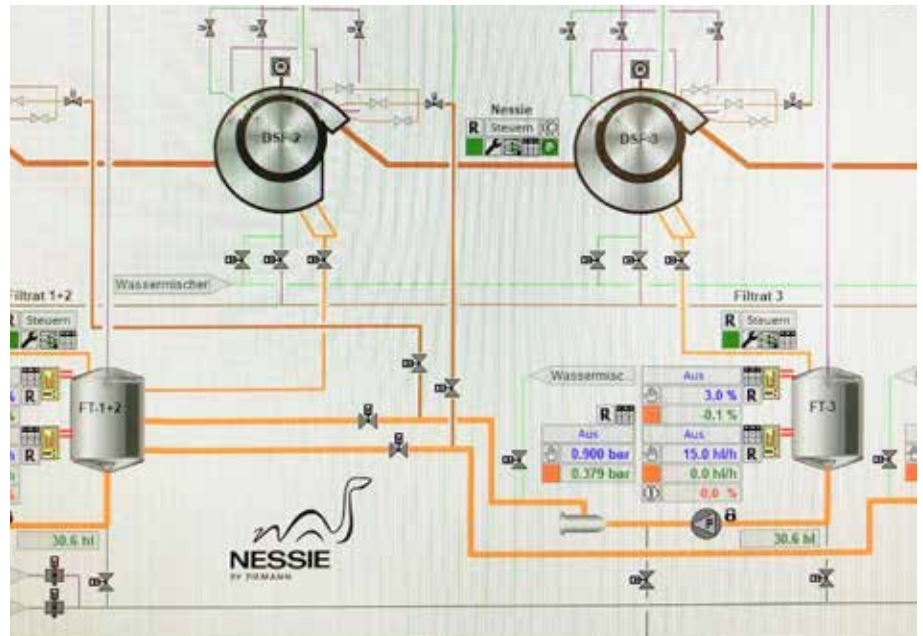 DSF-2
DSF-3
Nessie
R Steuern
P
Wassermischer
Filtrat 1+2
R Steuern
Filtrat 3
R Steuern
FT-1+2
FT-3
Wassermisc
Aus
3.0 %
-0.1 %
R
R
Aus
0.900 bar
0.379 bar
Aus
15.0 hl/h
0.0 hl/h
0,0 %
R
% R
%
R
%
P
30.6 hl
30.6 hl
NESSIE
BY ZIEMANN